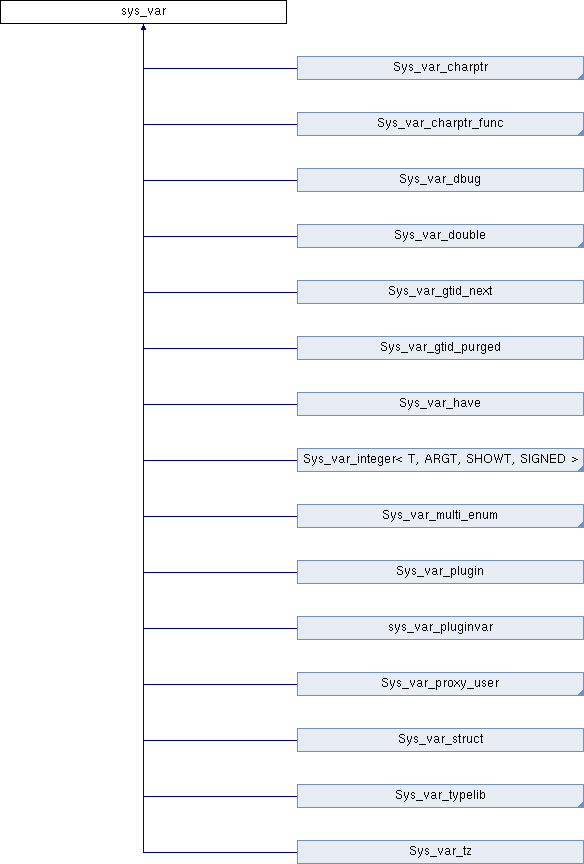 sys_var
Sys_var_charptr
Sys_var_charptr_func
Sys_var_dbug
Sys_var_double
Sys_var_gtid_next
Sys_var_gtid_purged
Sys_var_have
Sys_var_integer< T, ARGT, SHOWT, SIGNED >
Sys_var_multi_enum
Sys_var_plugin
sys_var_pluginvar
Sys_var_proxy_user
Sys_var_struct
Sys_var_typelib
Sys_var_tz